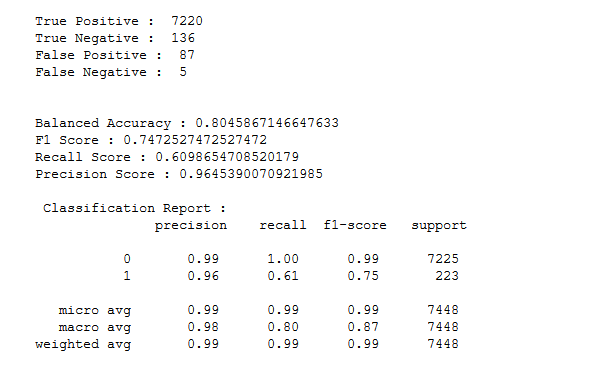 True Positive :  7220
True Negative :  136
False Positive :  87
False Negative :  5
Balanced Accuracy : 0.8045867146647633
F1 Score : 0.7472527472527472
Recall Score : 0.6098654708520179
Precision Score : 0.9645390070921985
Classification Report :
precision    recall  f1-score   support
0       0.99      1.00      0.99      7225
1       0.96      0.61      0.75       223
micro avg       0.99      0.99      0.99      7448
macro avg       0.98      0.80      0.87      7448
weighted avg       0.99      0.99      0.99      7448